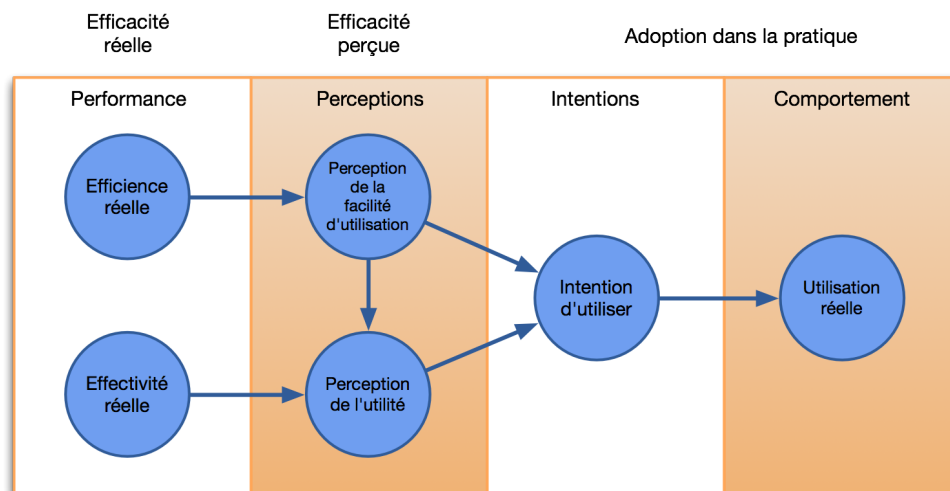 Efficacité
réelle
Efficacité
perçue
Adoption dans la pratique
Performance
Perceptions
Intentions
Comportement
Efficience
réelle
Perception
de la
facilité
d'utilisation
Intention
d'utiliser
Utilisation
réelle
Effectivité
réelle
Perception
de l'utilité